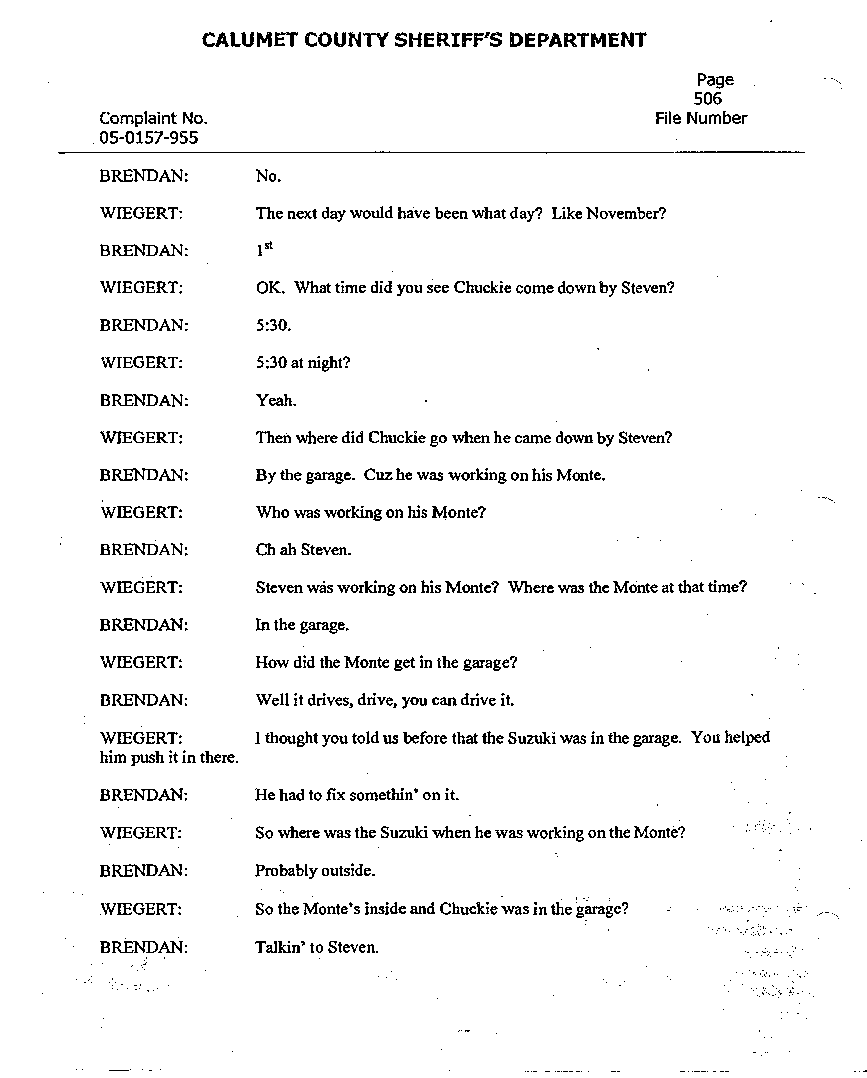 CALUMET COUNTY SHERIFF'S DEPARTMENT
Page
506
Complaint No. File Number
05-0157-955
BRENDAN: No.
WIEGERT: The next day would have been what day? Like November?
BRENDAN: 1st
WIEGERT: OK. What time did you see Chuckie come down by Steven?
BRENDAN: 5:30.
WIEGERT: 5:30 at night?
BRENDAN: Yeah.
WIEGERT: Then where did Chuckie go when he came down by Steven?
BRENDAN: By the garage. Cuz he was working on his Monte.
WIEGERT: Who was working on his Monte?
BRENDAN: Ch ah Steven.
WIEGERT: Steven was working on his Monte? Where was the Monte at that time?
BRENDAN: In the garage.
WIEGERT: How did the Monte get in the garage?
BRENDAN: Well it drives, drive, you can drive it.
WIEGERT: I thought you told us before that the Suzuki was in the garage. You helped
him push it in there.
BRENDAN: He had to fix somethin' on it.
WIEGERT: So where was the Suzuki when he was working on the Monte?
BRENDAN: Probably outside.
WIEGERT: So the Monte's inside and Chuckie was in the garage?
BRENDAN: Talkin' to Steven.